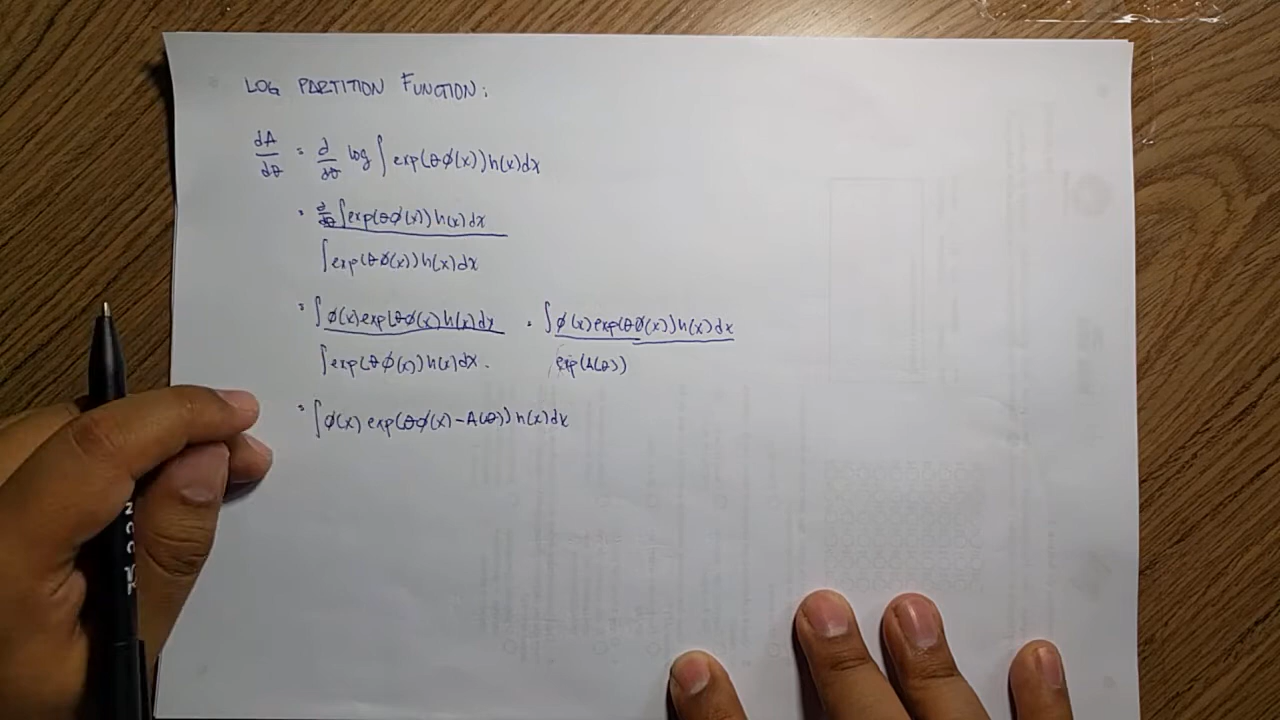 LOG PARTITION FUNCTION:
dA/dθ = d/dθ log ∫ exp(θϕ(x))h(x)dx
= d/dθ ∫exp(θϕ(x))h(x)dx
∫exp(θϕ(x))h(x)dx
= ∫ϕ(x)exp(θϕ(x)h(x)dx = ∫ϕ(x)exp(θϕ(x))h(x)dx
∫exp(θϕ(x))h(x)dx. exp(A(θ))
= ∫ϕ(x) exp(θϕ(x)-A(θ))h(x)dx